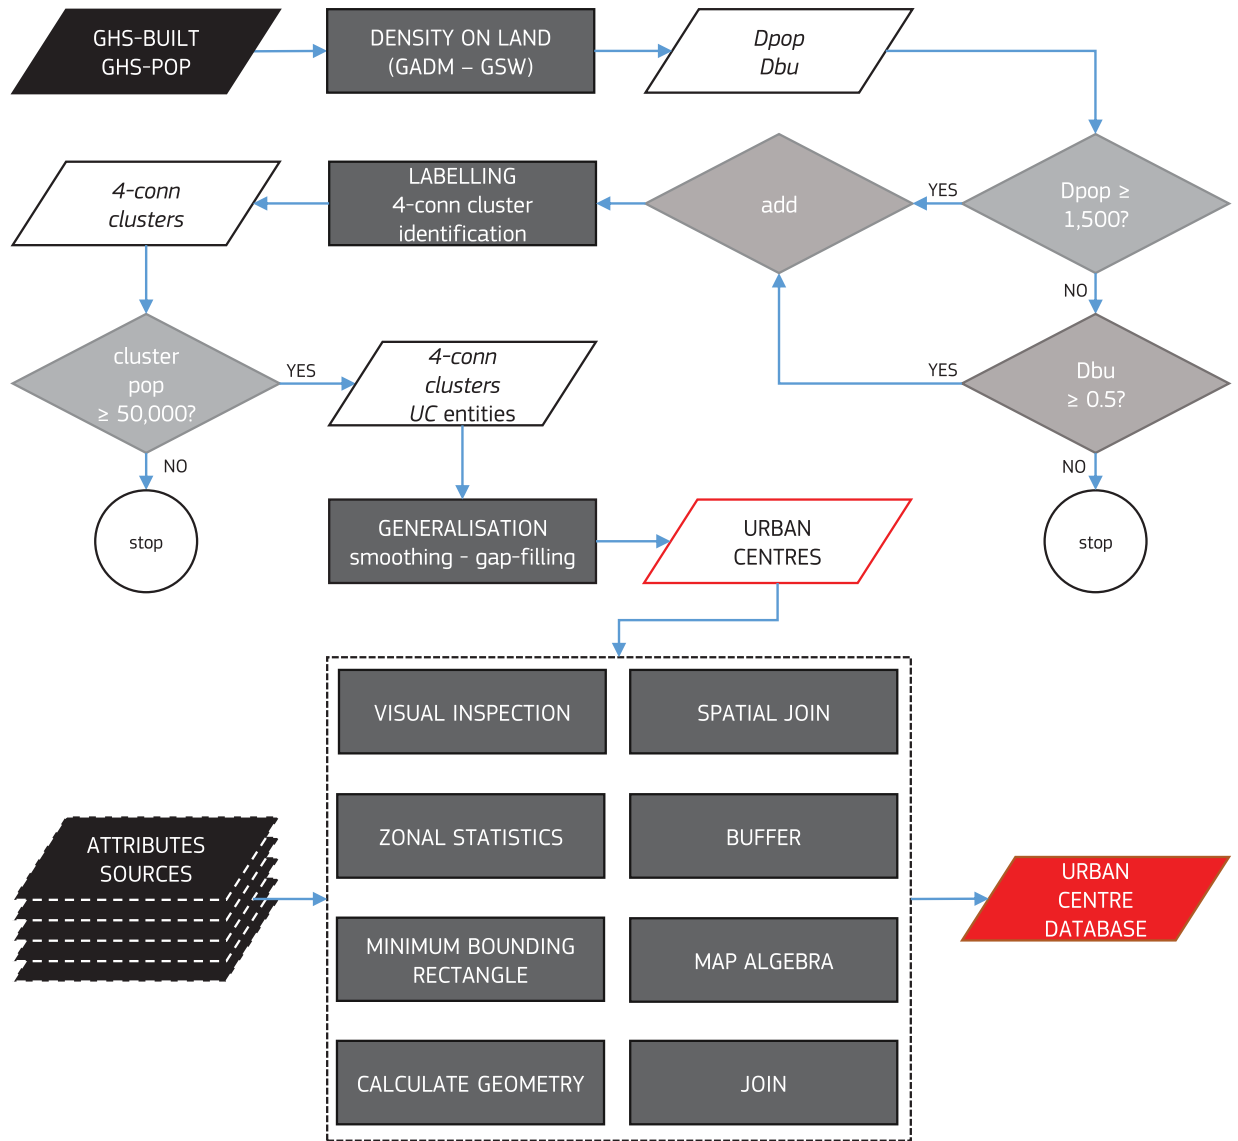 GHS-BUILT
GHS-POP
DENSITY ON LAND
(GADM – GSW)
Dpop
Dbu
4-conn
clusters
LABELLING
4-conn cluster
identification
add
YES
Dpop ≥
1,500?
NO
cluster
pop
≥ 50,000?
YES
4-conn
clusters
UC entities
YES
Dbu
≥ 0.5?
NO
NO
stop
GENERALISATION
smoothing - gap-filling
URBAN
CENTRES
stop
VISUAL INSPECTION
SPATIAL JOIN
ATTRIBUTES
SOURCES
ZONAL STATISTICS
BUFFER
URBAN
CENTRE
DATABASE
MINIMUM BOUNDING
RECTANGLE
MAP ALGEBRA
CALCULATE GEOMETRY
JOIN